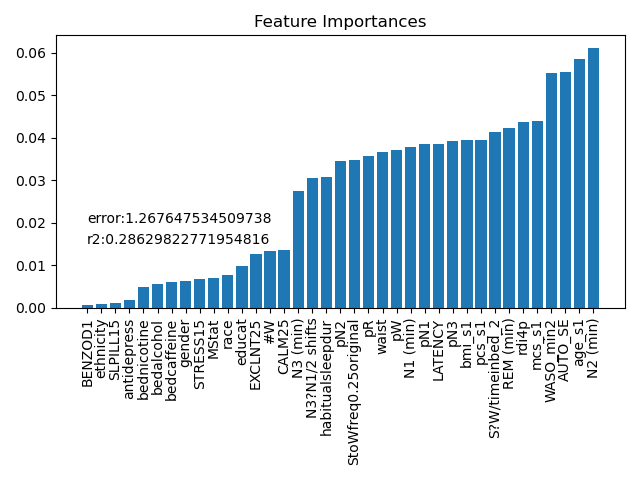 Feature Importances
0.06
0.05
0.04
0.03
0.02
0.01
0.00
error:1.267647534509738
r2:0.28629822771954816
BENZOD1
ethnicity
SLPILL15
antidepress
bednicotine
bedalcohol
bedcaffeine
gender
STRESS15
MStat
race
educat
EXCLNT25
#W
CALM25
N3 (min)
N3?N1/2 shifts
habitualsleepdur
pN2
StoWfreq0.25original
pR
waist
pW
N1 (min)
pN1
LATENCY
pN3
bmi_s1
pcs_s1
S?W/timeinbed_2
REM (min)
rdi4p
mcs_s1
WASO_min2
AUTO_SE
age_s1
N2 (min)